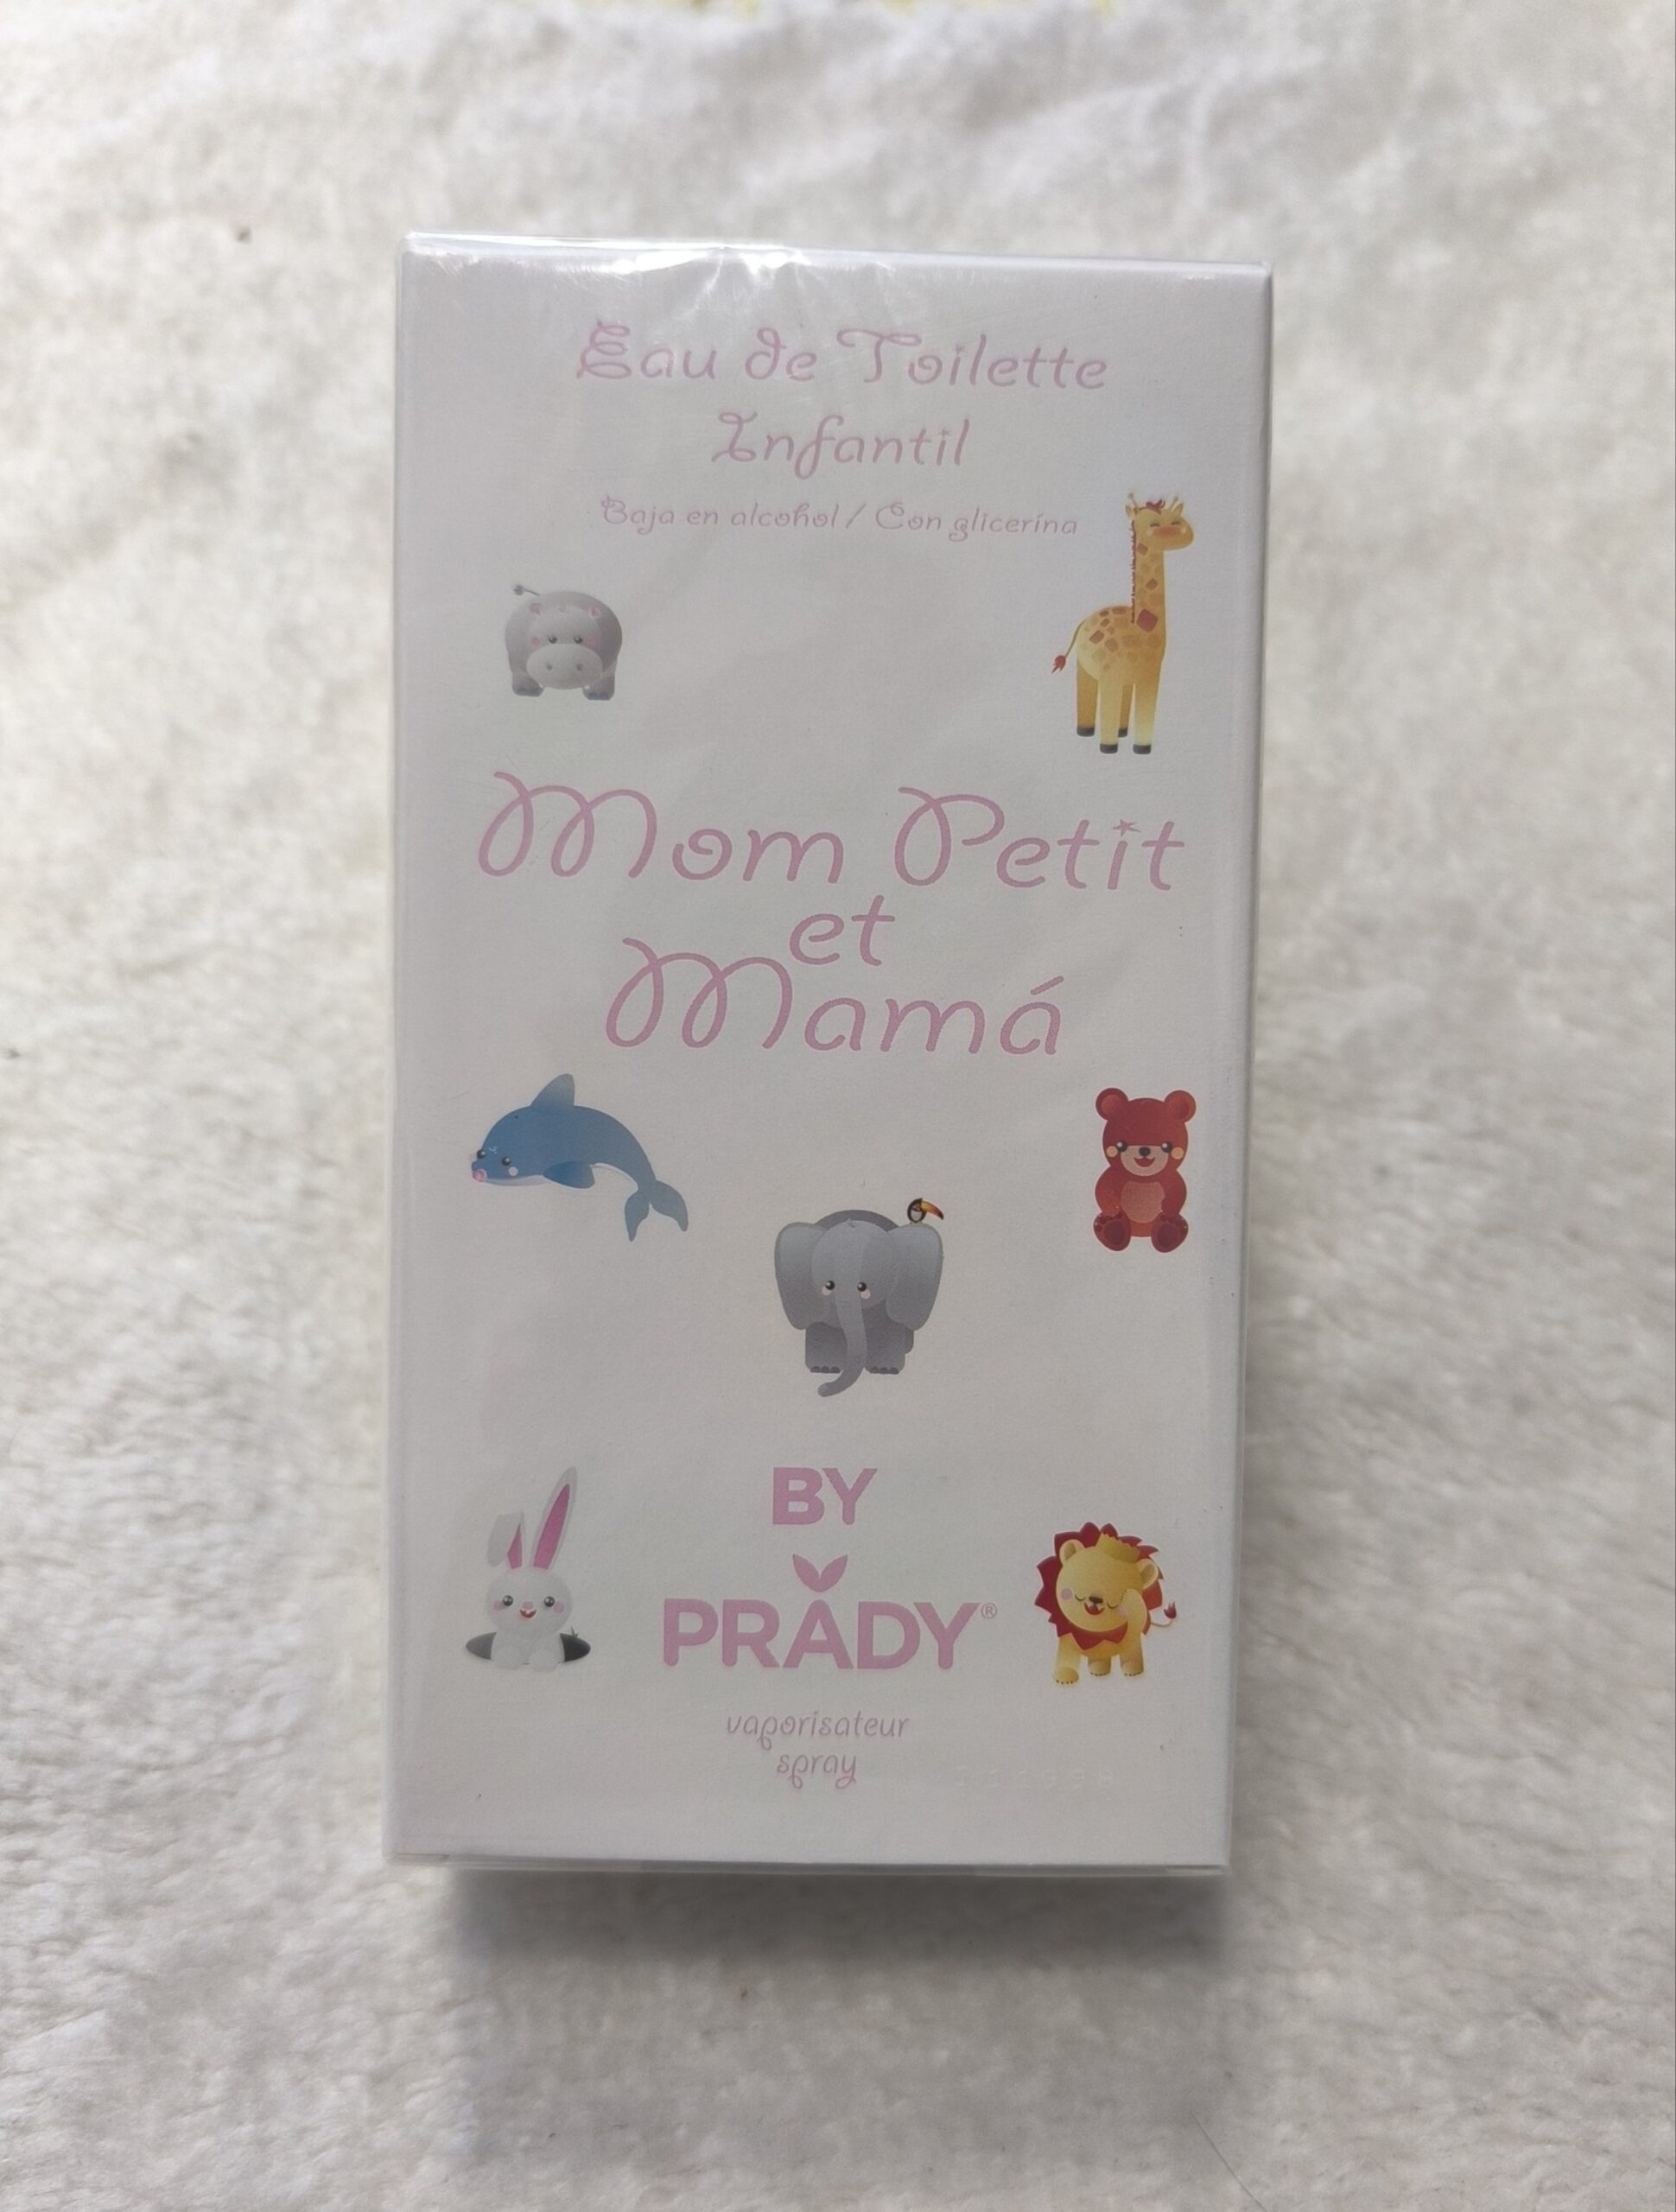 Eau de Toilette
Infantil
Baja en alcohol / Con glicerina
Mom Petit
et
Mamá
BY
PRADY®
vaporisateur
spray